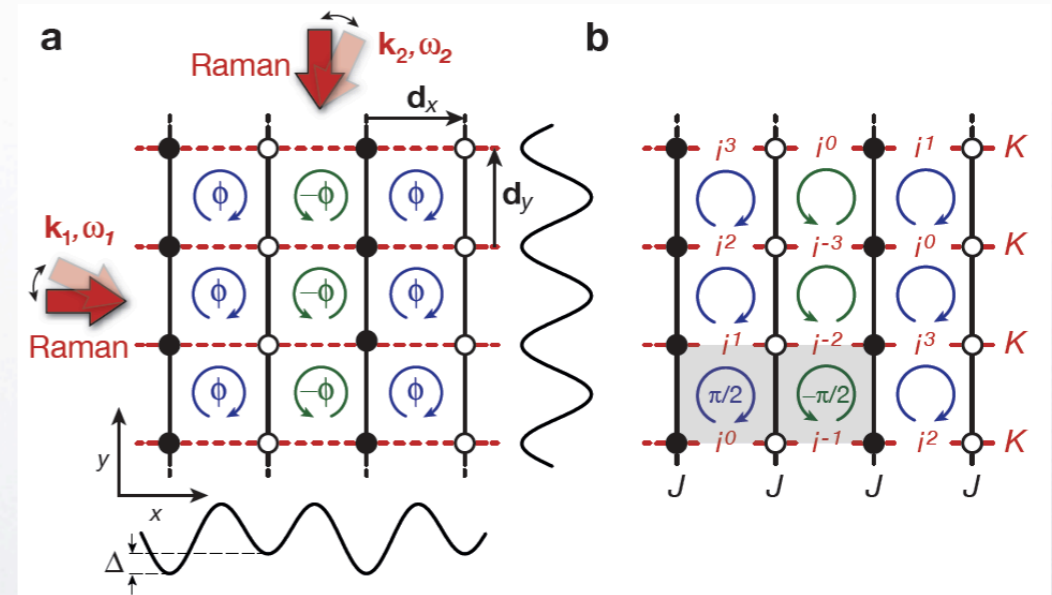 a
Raman
k₂, ω₂
dₓ
ϕ −ϕ ϕ
d_y
k₁, ω₁
ϕ −ϕ ϕ
Raman
ϕ −ϕ ϕ
y
x
Δ
b
i³ i⁰ i¹ K
i² i⁻³ i⁰ K
i¹ i⁻² i³ K
π/2 −π/2
i⁰ i⁻¹ i² K
J J J J